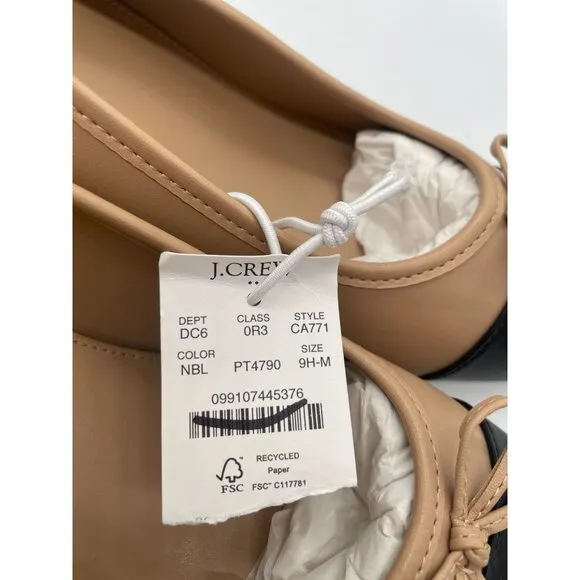 J.CREW
DEPT CLASS STYLE
DC6 0R3 CA771
COLOR SIZE
NBL PT4790 9H-M
099107445376
RECYCLED
Paper
FSC
FSC® C117781